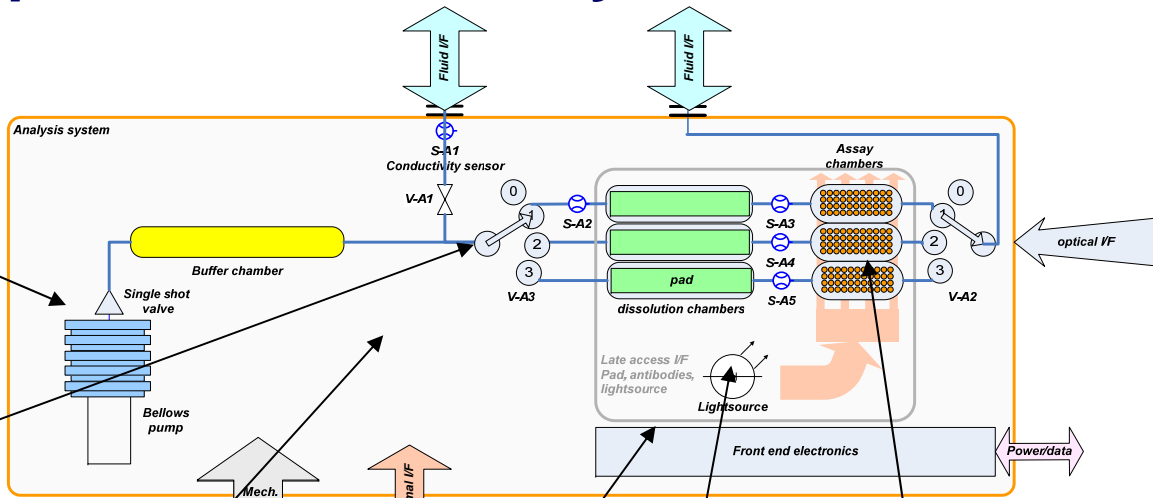 Fluid I/F
Fluid I/F
Analysis system
S-A1
Conductivity sensor
Assay
chambers
V-A1
0
1
2
3
V-A3
S-A2
S-A3
S-A4
S-A5
pad
dissolution chambers
0
1
2
3
V-A2
optical I/F
Buffer chamber
Single shot
valve
Bellows
pump
Late access I/F
Pad, antibodies,
lightsource
Lightsource
Front end electronics
Power/data
Mech.
I/F